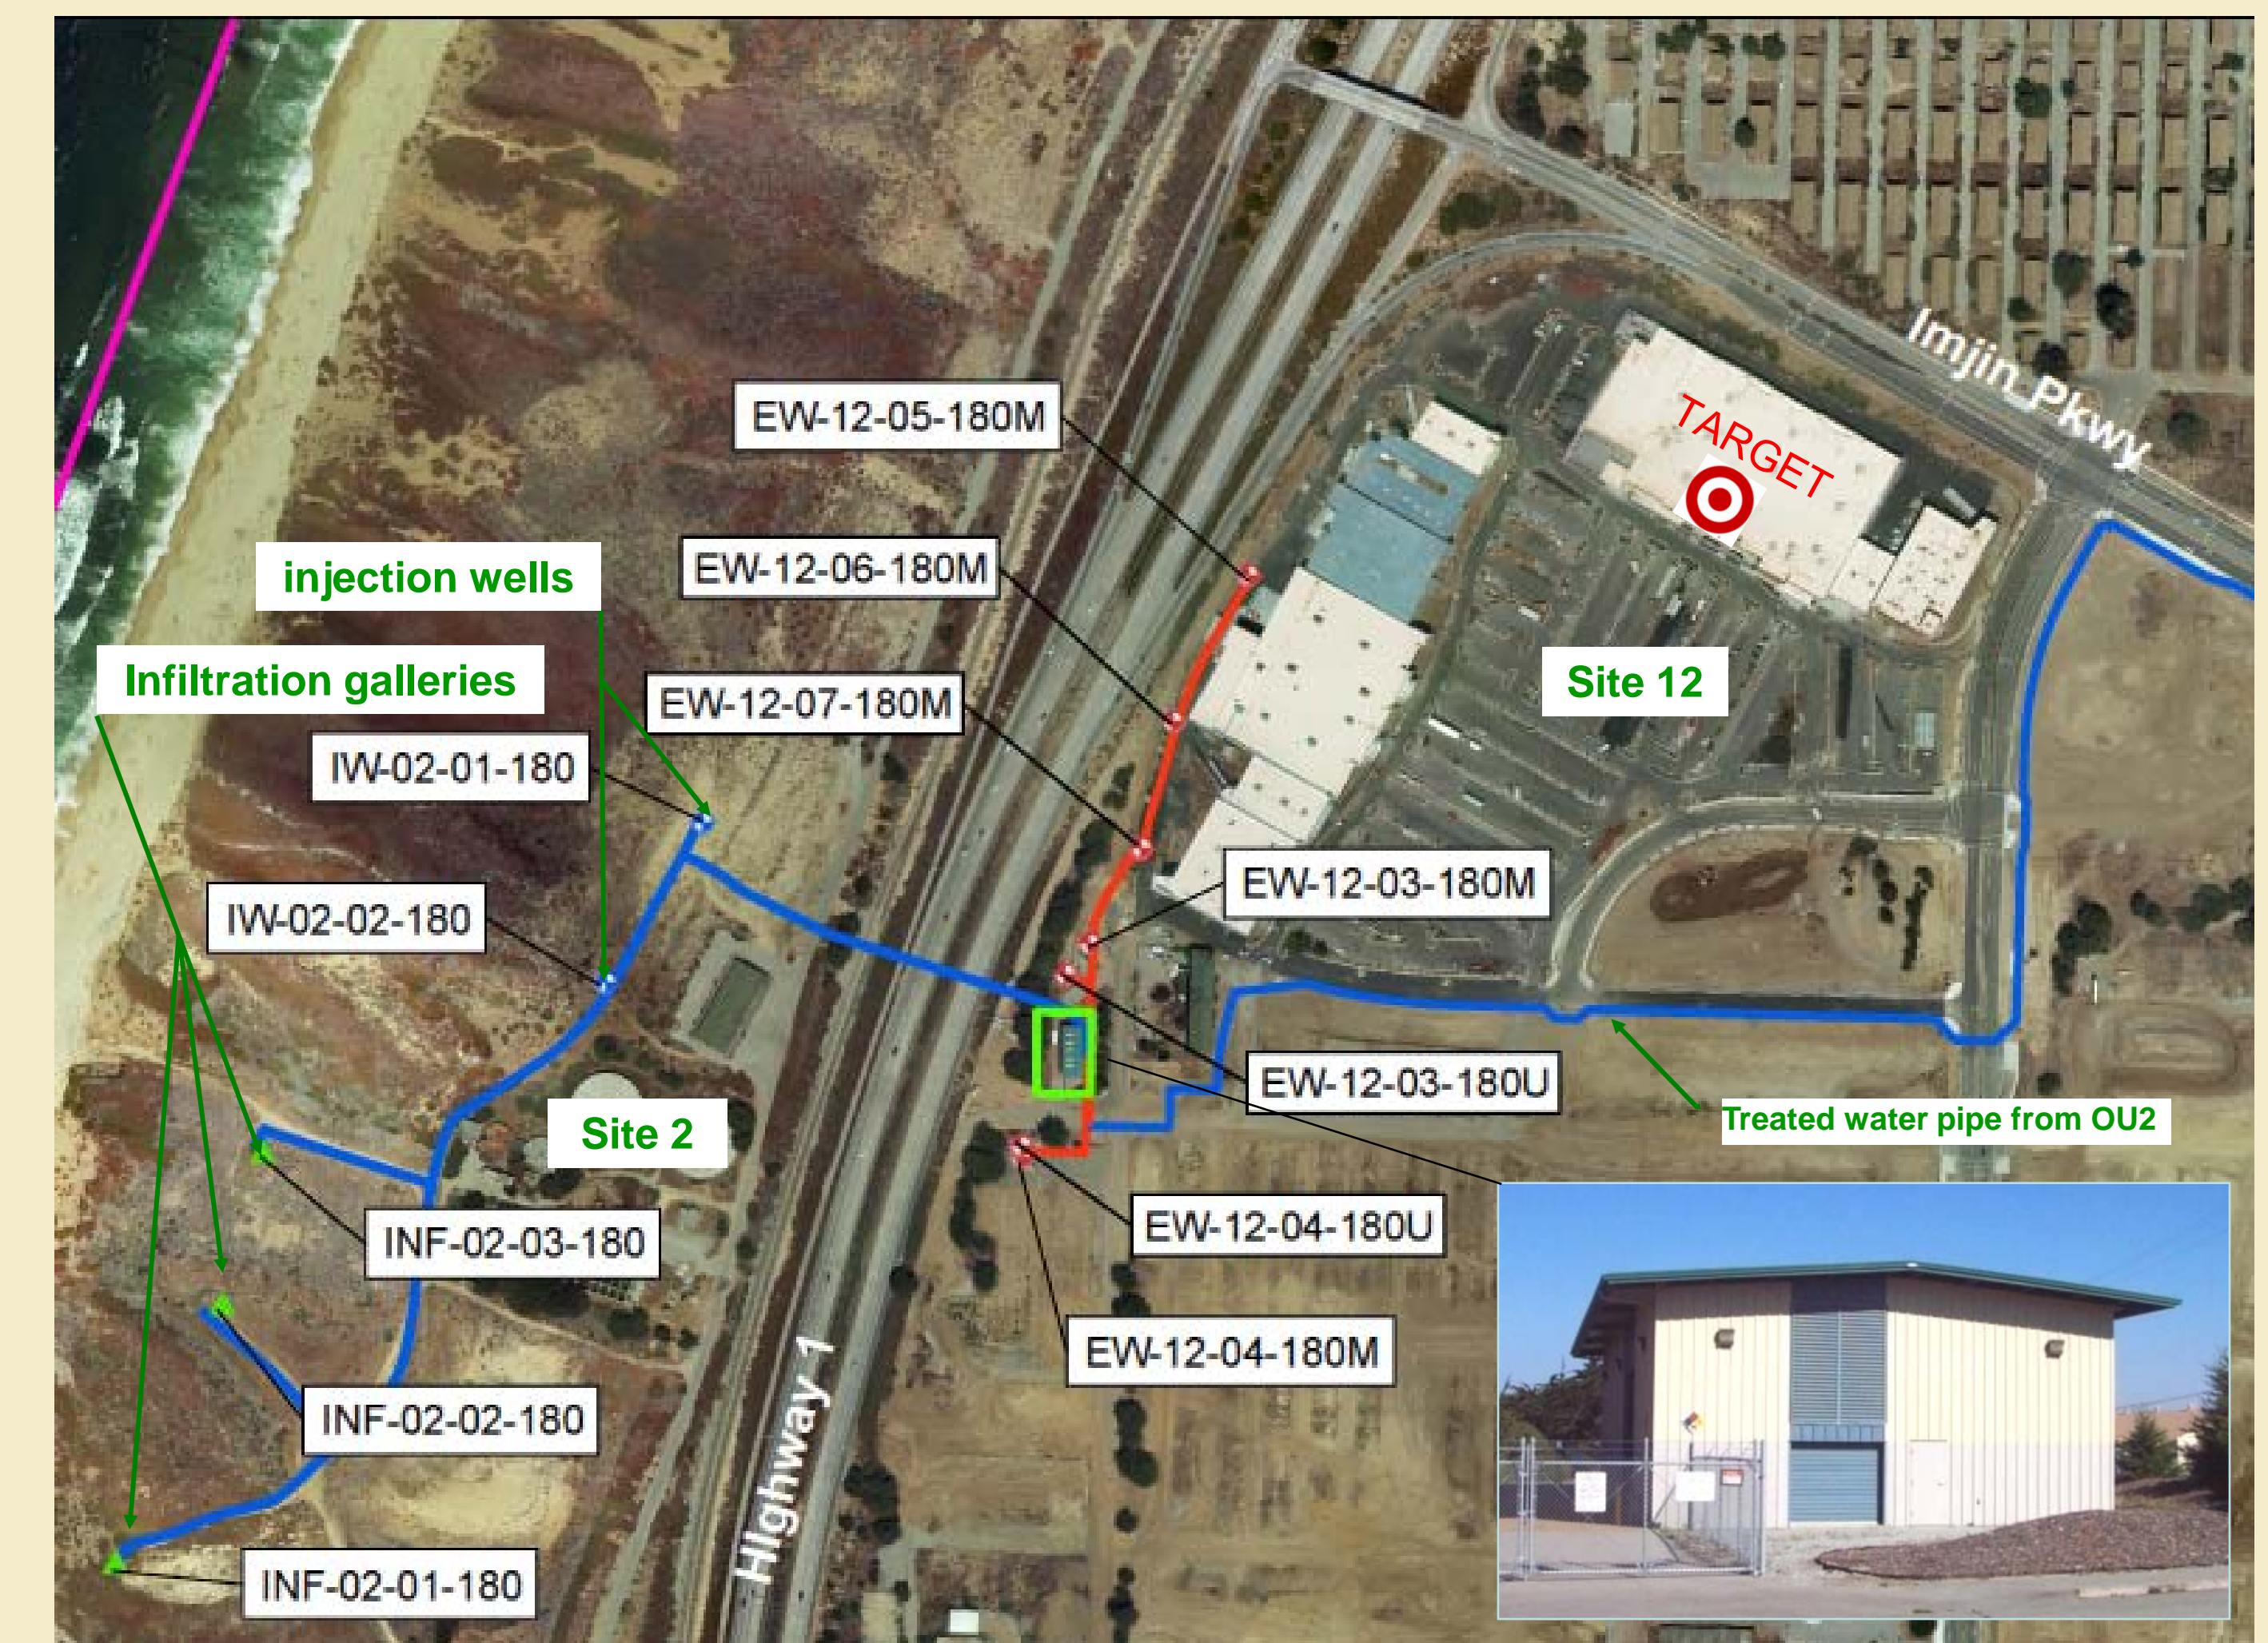 Imjin Pkwy
EW-12-05-180M
TARGET
EW-12-06-180M
injection wells
Infiltration galleries
Site 12
EW-12-07-180M
IW-02-01-180
EW-12-03-180M
IW-02-02-180
EW-12-03-180U
Treated water pipe from OU2
Site 2
EW-12-04-180U
INF-02-03-180
EW-12-04-180M
INF-02-02-180
Highway 1
INF-02-01-180